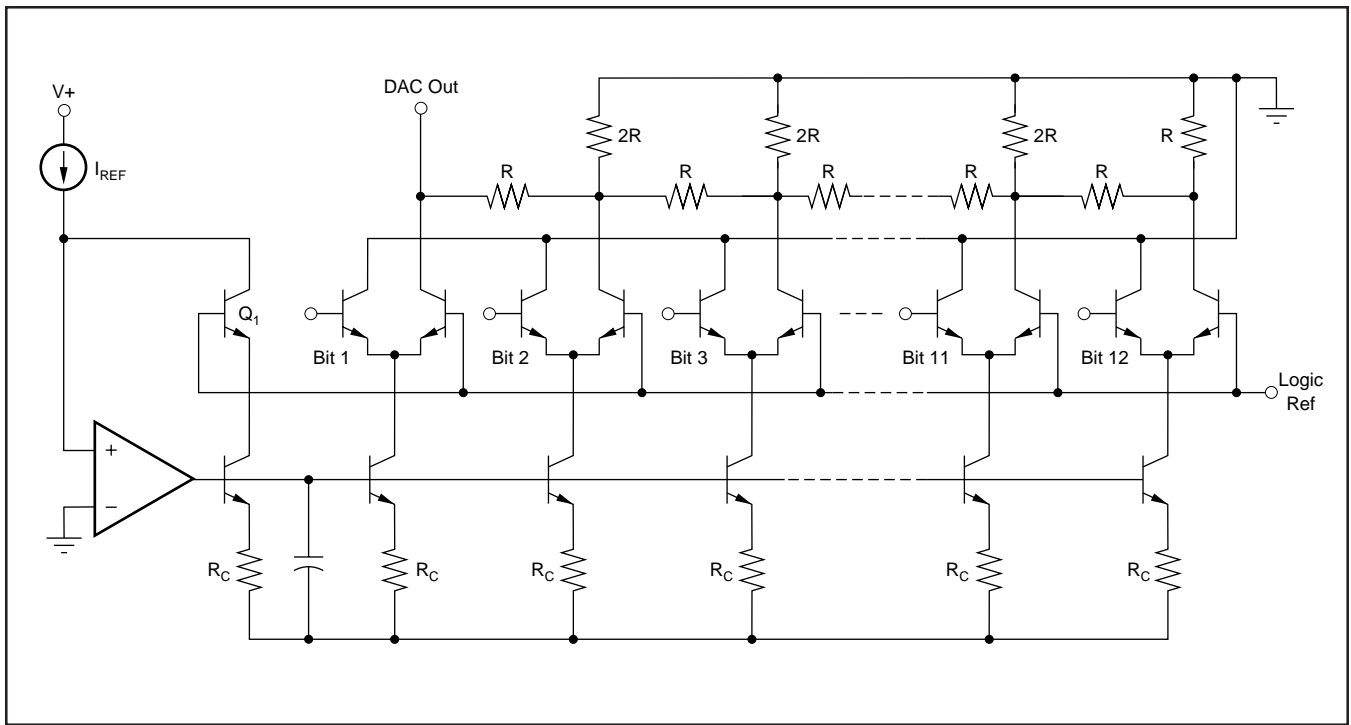 DAC Out
V+
2R
2R
2R
R
I_REF
R
R
R
R
R
Q₁
Bit 1
Bit 2
Bit 3
Bit 11
Bit 12
Logic
Ref
+
−
R_C
R_C
R_C
R_C
R_C
R_C